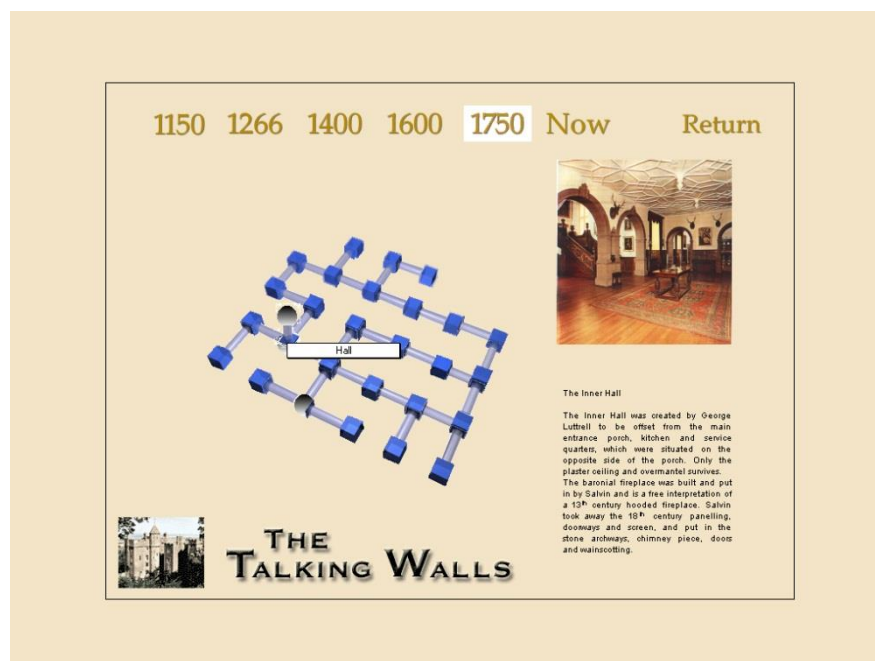 1150 1266 1400 1600 1750 Now Return
Hall
The Inner Hall
The Inner Hall was created by George
Luttrell to be offset from the main
entrance porch, kitchen and service
quarters, which were situated on the
opposite side of the porch. Only the
plaster ceiling and overmantel survives.
The baronial fireplace was built and put
in by Salvin and is a free interpretation of
a 13th century hooded fireplace. Salvin
took away the 18th century panelling,
doorways and screen, and put in the
stone archways, chimney piece, doors
and wainscotting.
THE
TALKING WALLS